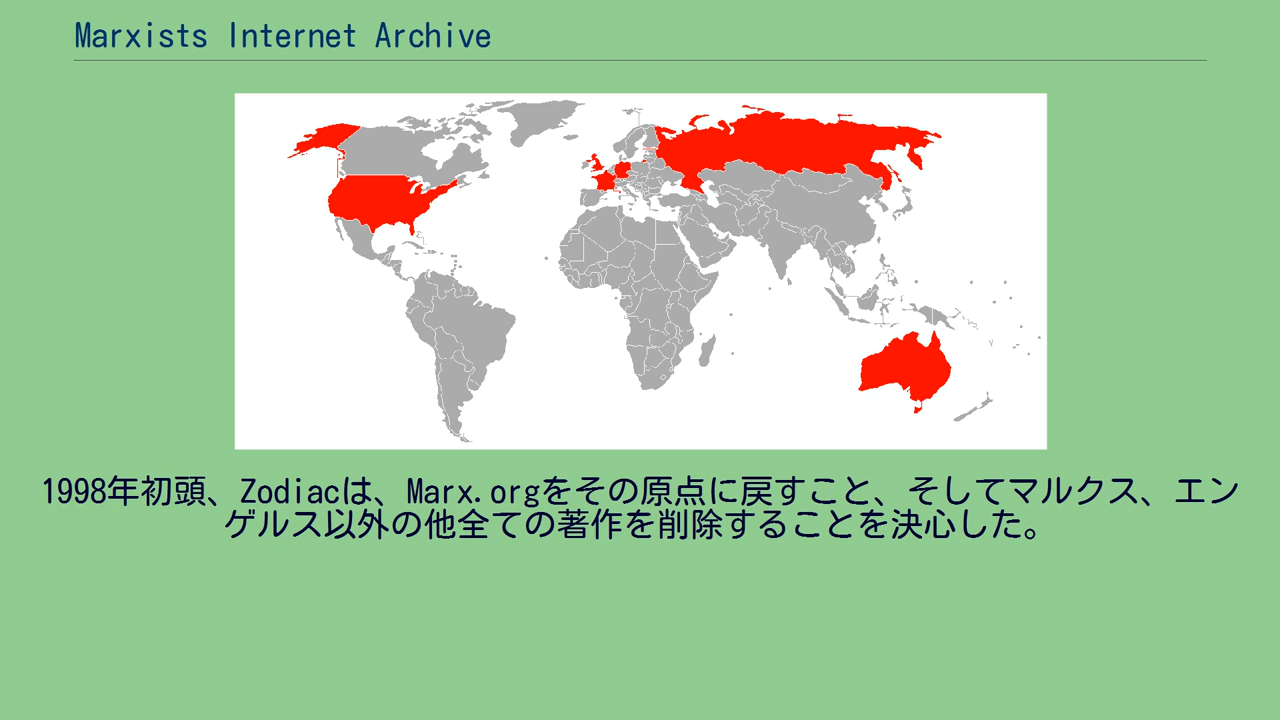 Marxists Internet Archive
1998年初頭、Zodiacは、Marx.orgをその原点に戻すこと、そしてマルクス、エン
ゲルス以外の他全ての著作を削除することを決心した。